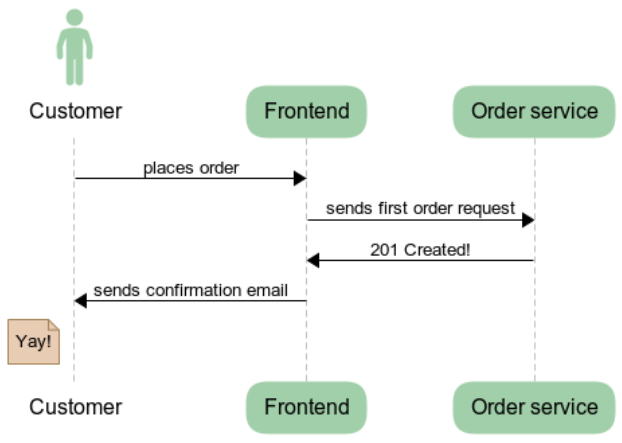 Customer
Frontend
Order service
places order
sends first order request
201 Created!
sends confirmation email
Yay!
Customer
Frontend
Order service